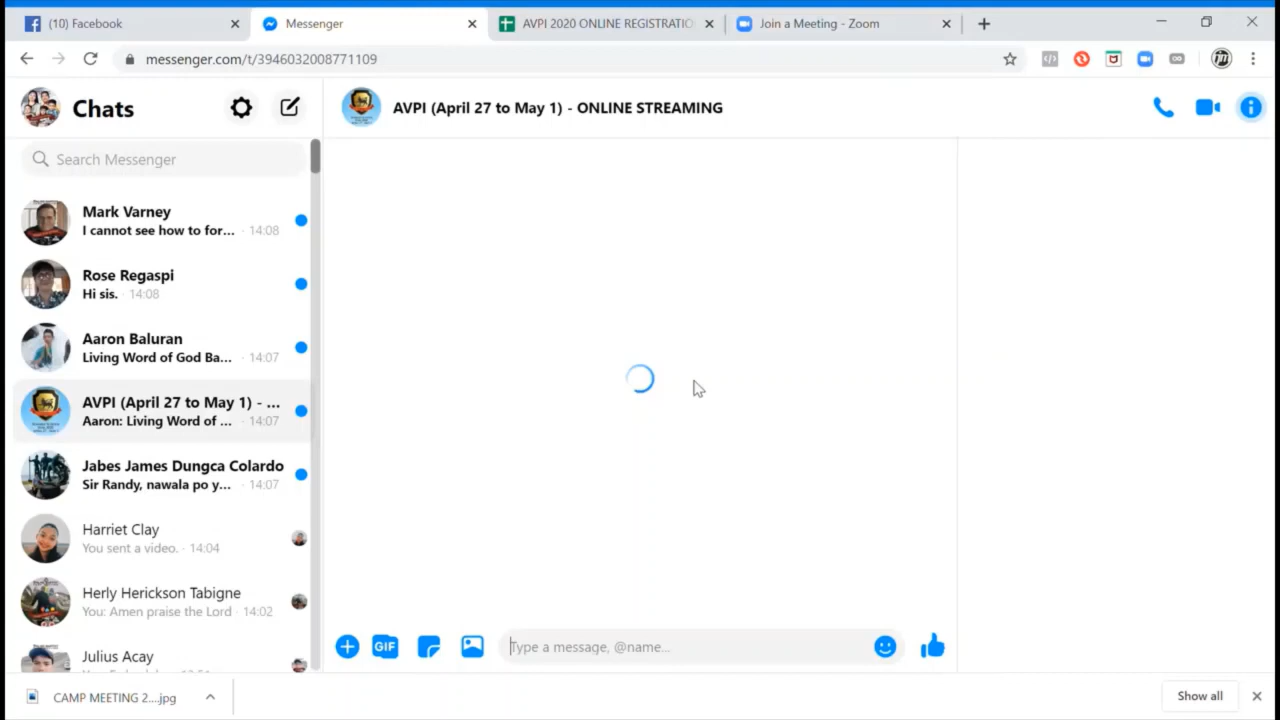 (10) Facebook
Messenger
AVPI 2020 ONLINE REGISTRATIO
Join a Meeting - Zoom
messenger.com/t/3946032008771109
Chats
AVPI (April 27 to May 1) - ONLINE STREAMING
Search Messenger
Mark Varney
I cannot see how to for... · 14:08
Rose Regaspi
Hi sis. · 14:08
Aaron Baluran
Living Word of God Ba... · 14:07
AVPI (April 27 to May 1) - ...
Aaron: Living Word of ... · 14:07
Jabes James Dungca Colardo
Sir Randy, nawala po y... · 14:07
Harriet Clay
You sent a video. · 14:04
Herly Herickson Tabigne
You: Amen praise the Lord · 14:02
Julius Acay
GIF
Type a message, @name...
CAMP MEETING 2....jpg
Show all